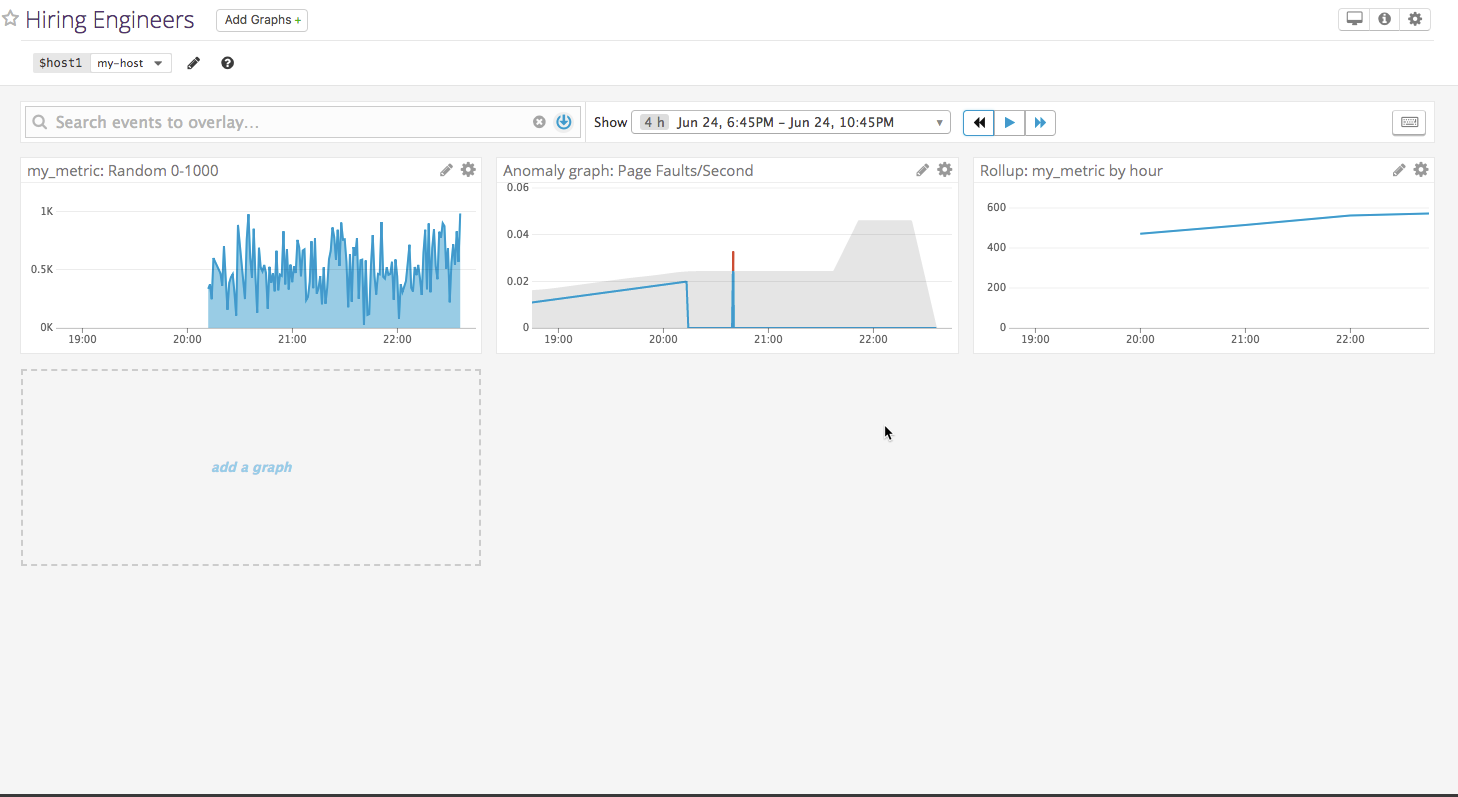 Hiring Engineers
Add Graphs +
$host1 my-host
Search events to overlay...
Show 4 h Jun 24, 6:45PM – Jun 24, 10:45PM
my_metric: Random 0-1000
1K
0.5K
0K
19:00 20:00 21:00 22:00
Anomaly graph: Page Faults/Second
0.06
0.04
0.02
0
19:00 20:00 21:00 22:00
Rollup: my_metric by hour
600
400
200
0
19:00 20:00 21:00 22:00
add a graph